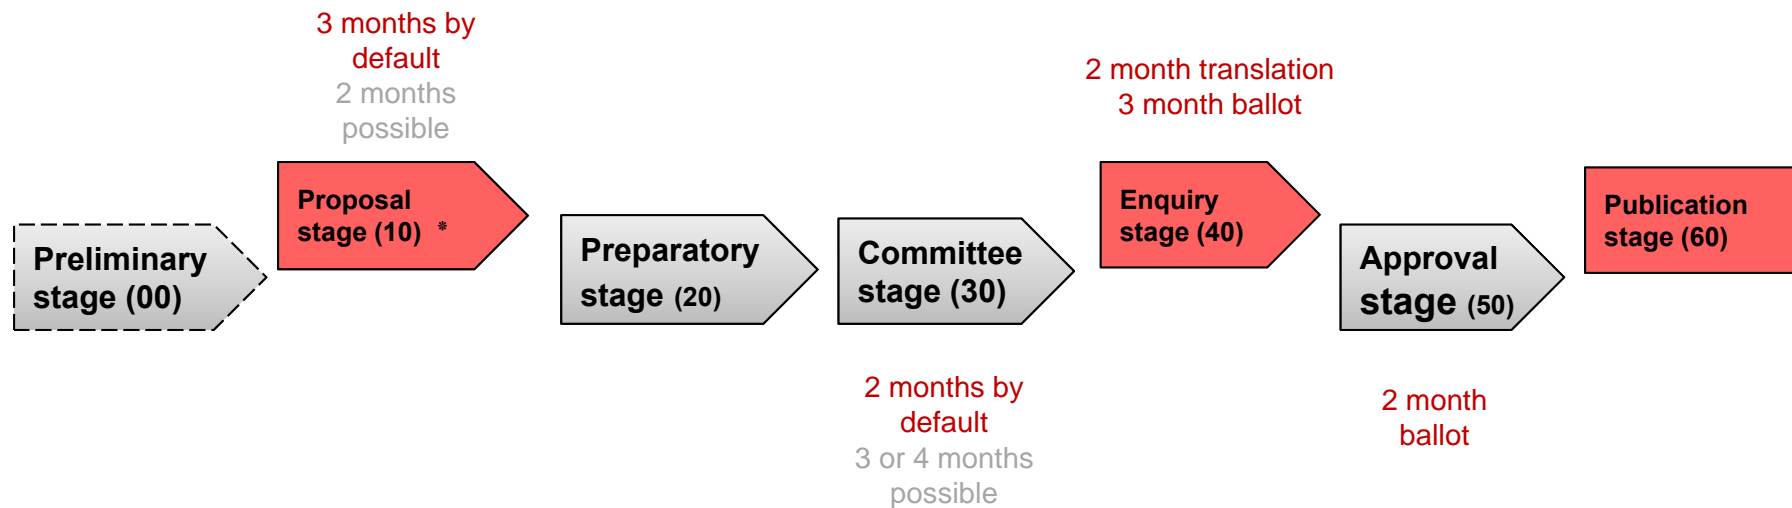 3 months by
default
2 months
possible
2 month translation
3 month ballot
Preliminary
stage (00)
Proposal
stage (10) *
Preparatory
stage (20)
Committee
stage (30)
Enquiry
stage (40)
Approval
stage (50)
Publication
stage (60)
2 months by
default
3 or 4 months
possible
2 month
ballot